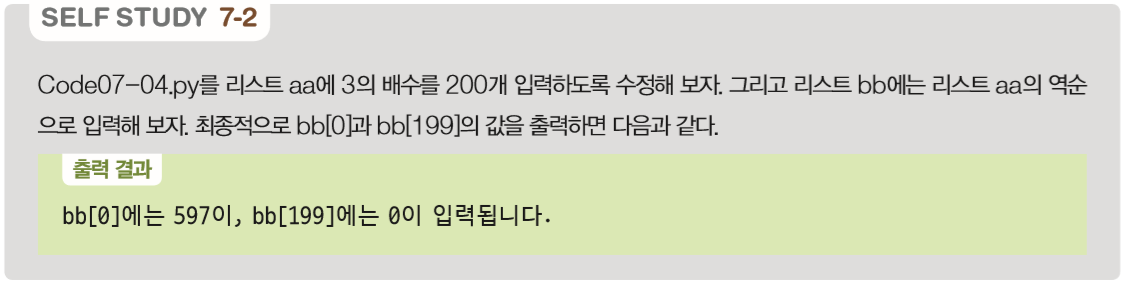 SELF STUDY 7-2
Code07-04.py를 리스트 aa에 3의 배수를 200개 입력하도록 수정해 보자. 그리고 리스트 bb에는 리스트 aa의 역순
으로 입력해 보자. 최종적으로 bb[0]과 bb[199]의 값을 출력하면 다음과 같다.
출력 결과
bb[0]에는 597이, bb[199]에는 0이 입력됩니다.